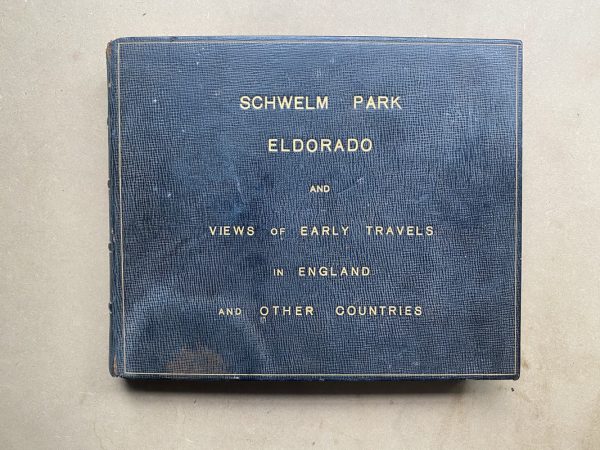 SCHWELM PARK
ELDORADO
AND
VIEWS OF EARLY TRAVELS
IN ENGLAND
AND OTHER COUNTRIES